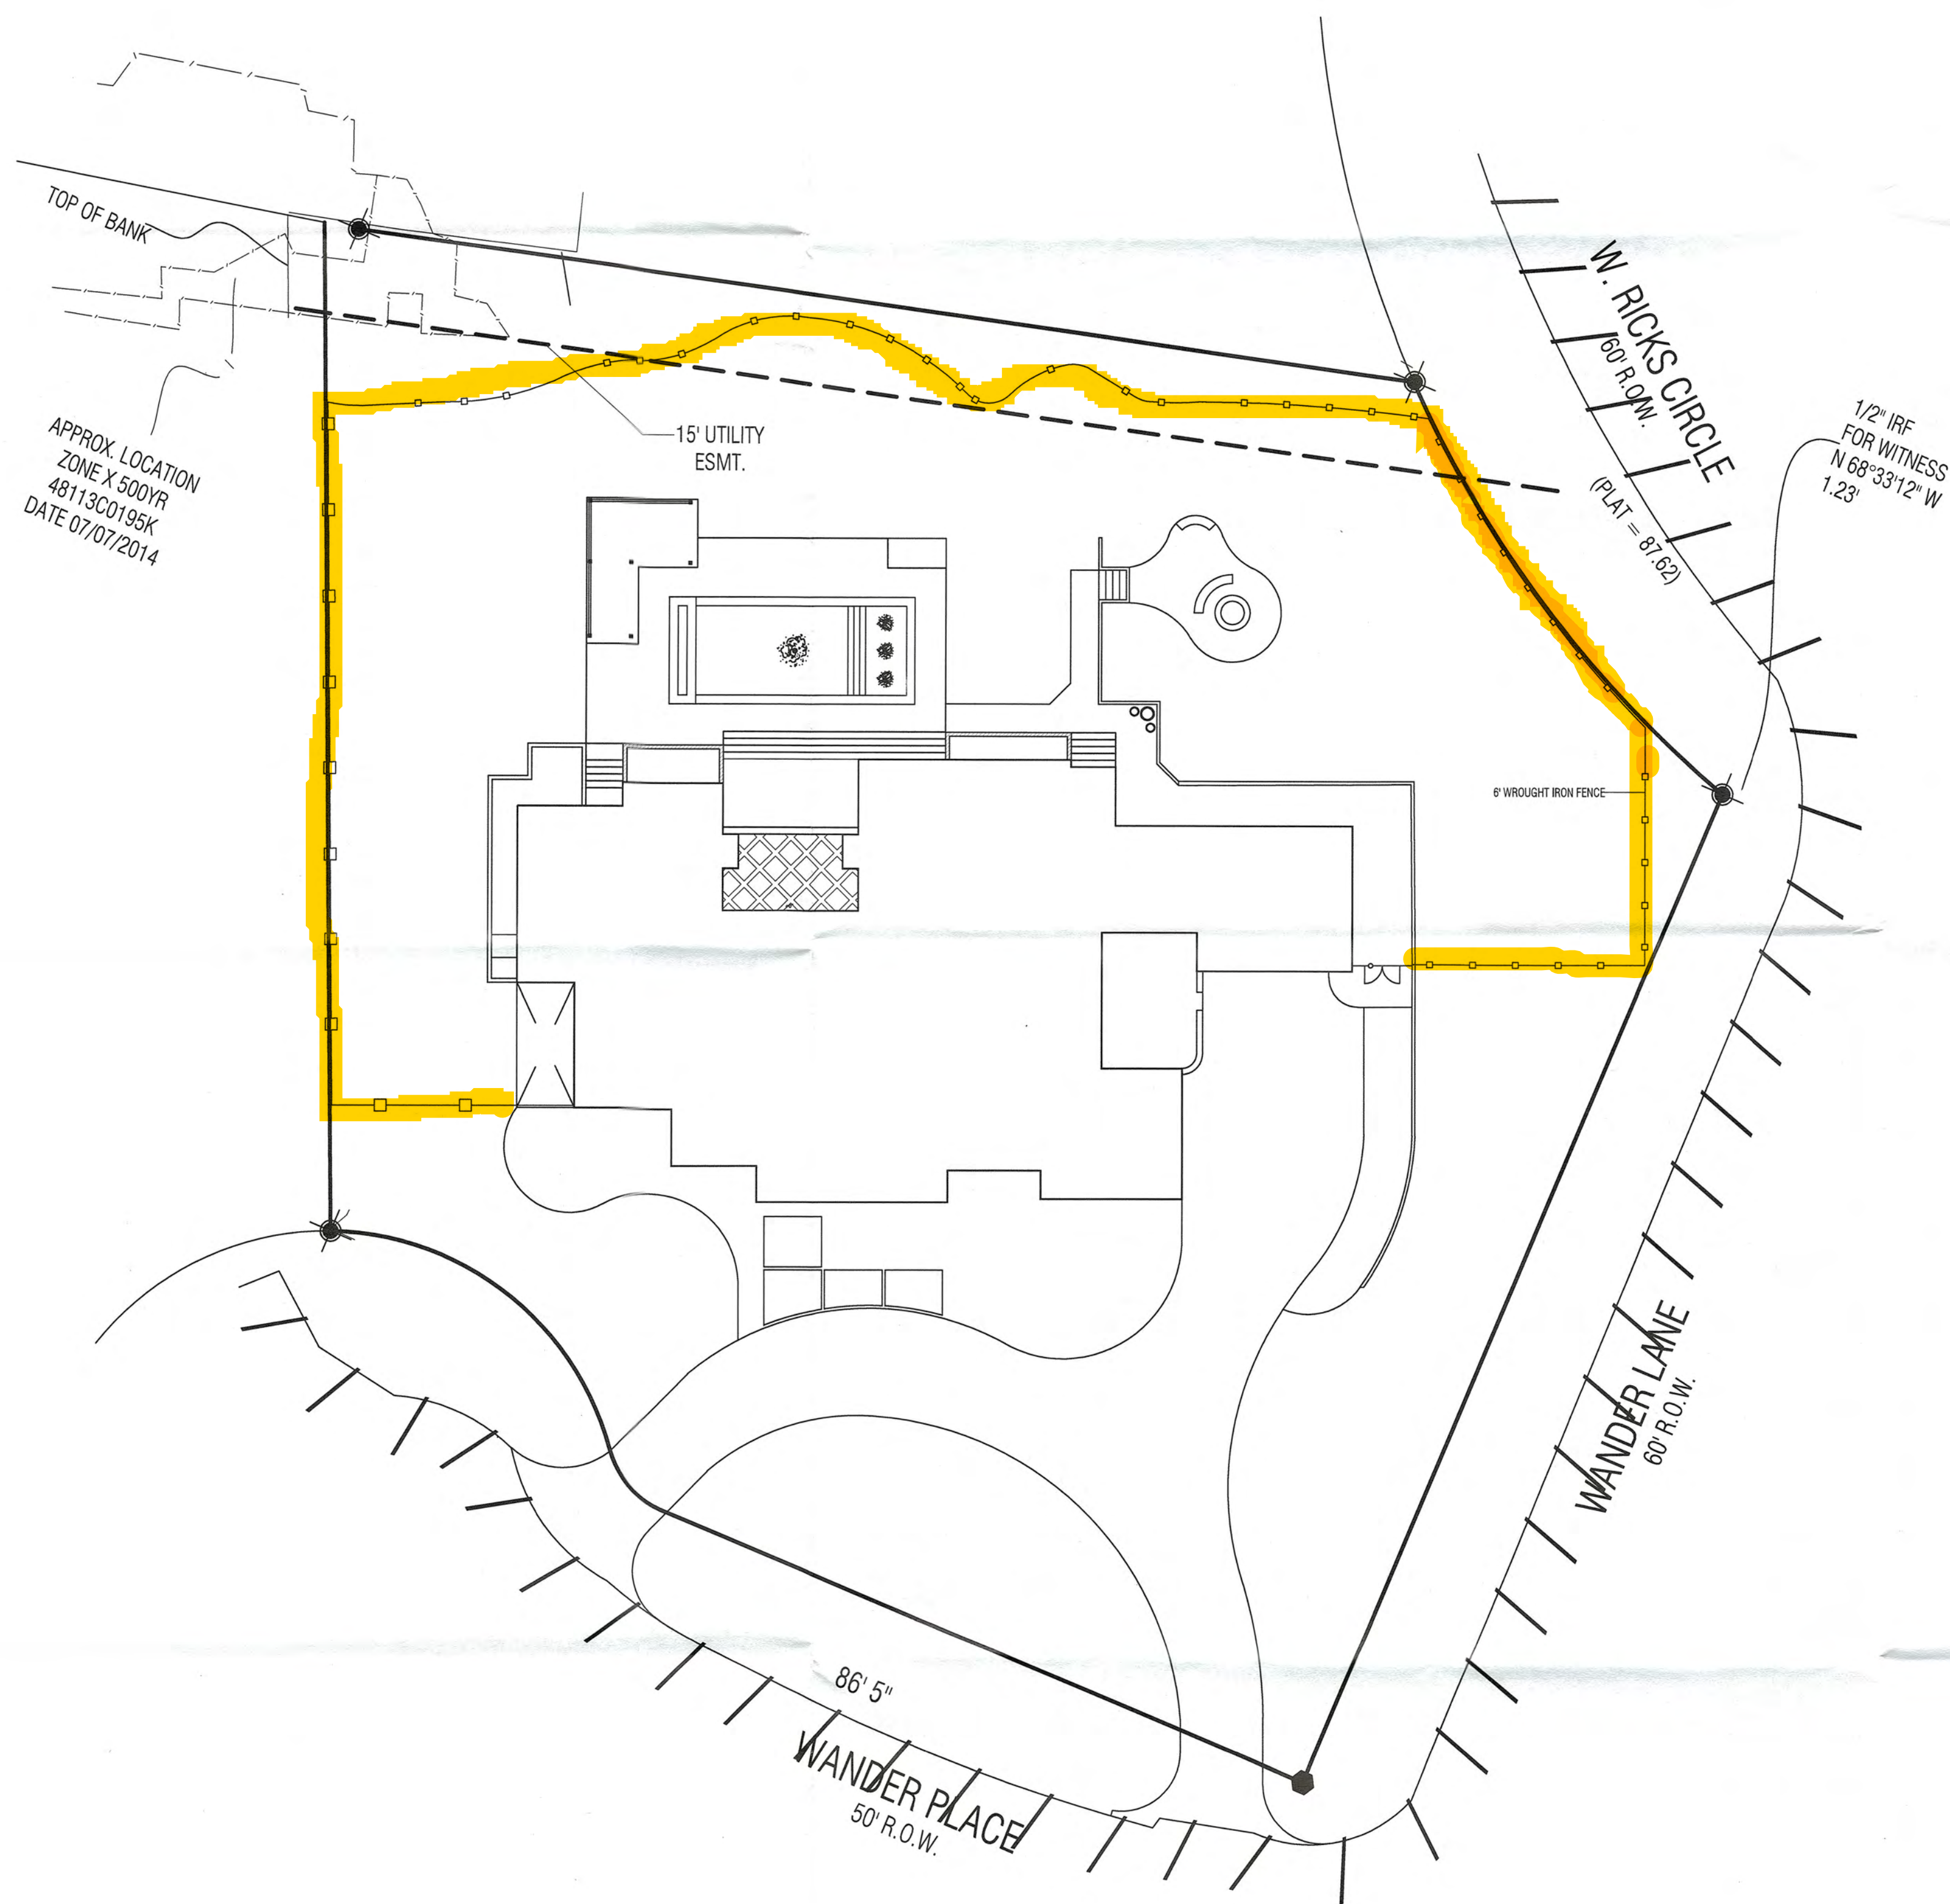 TOP OF BANK
APPROX. LOCATION
ZONE X 500YR
48113C0195K
DATE 07/07/2014
15' UTILITY
ESMT.
W. RICKS CIRCLE
60' R.O.W.
(PLAT = 87.62)
1/2" IRF
FOR WITNESS
N 68°33'12" W
1.23'
6' WROUGHT IRON FENCE
WANDER LANE
60' R.O.W.
86' 5"
WANDER PLACE
50' R.O.W.